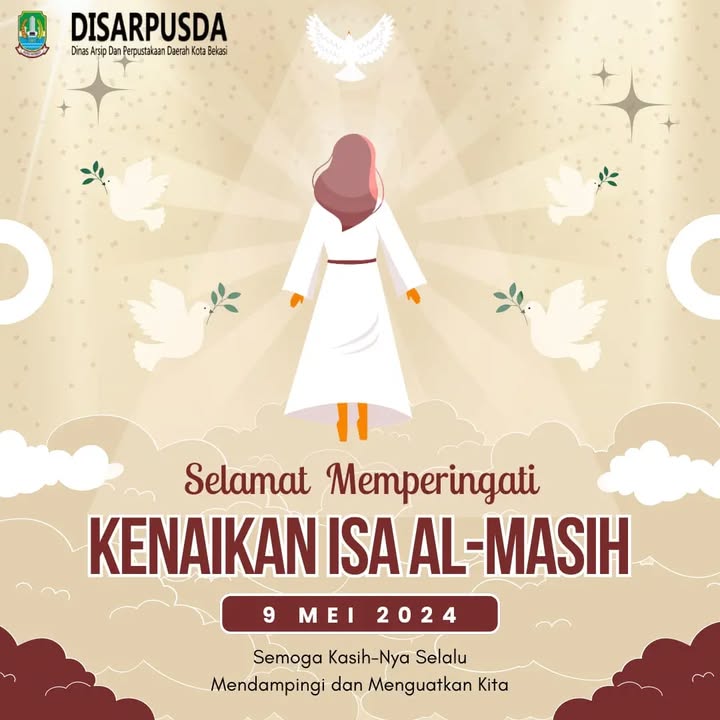 DISARPUSDA
Dinas Arsip Dan Perpustakaan Daerah Kota Bekasi
Selamat Memperingati
KENAIKAN ISA AL-MASIH
9 MEI 2024
Semoga Kasih-Nya Selalu
Mendampingi dan Menguatkan Kita